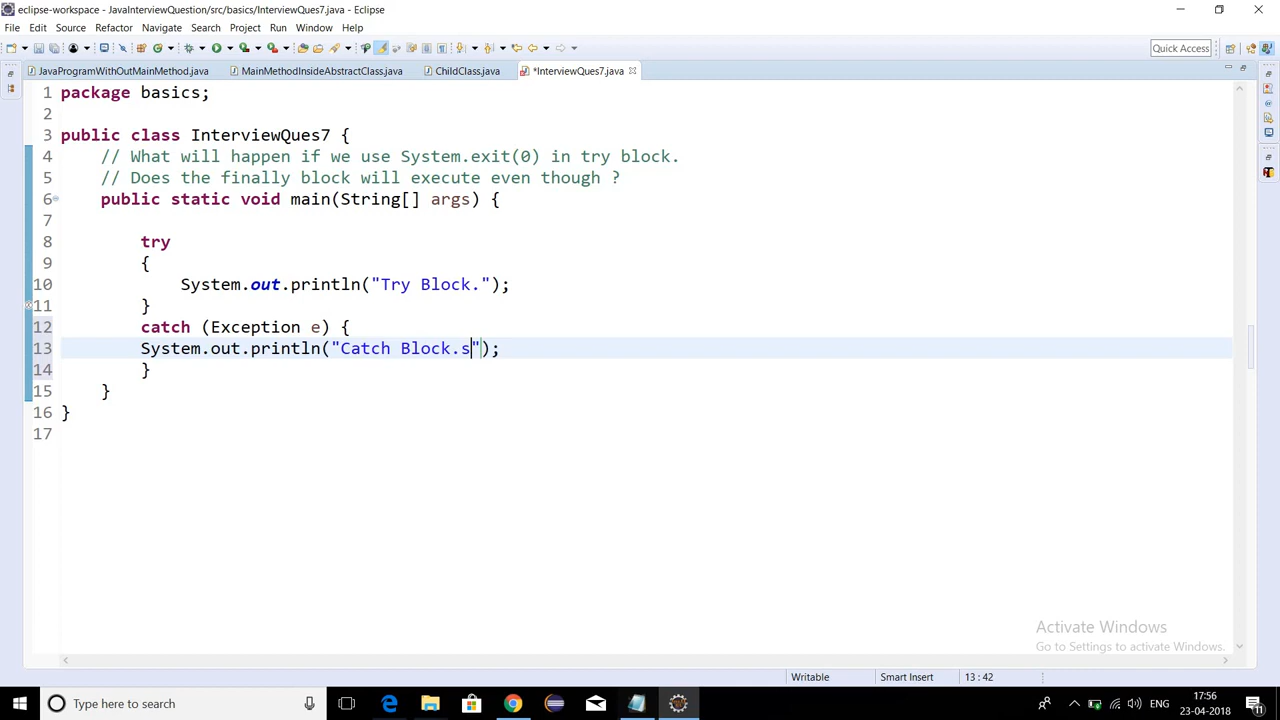 eclipse-workspace - JavaInterviewQuestion/src/basics/InterviewQues7.java - Eclipse
File Edit Source Refactor Navigate Search Project Run Window Help
Quick Access
JavaProgramWithOutMainMethod.java MainMethodInsideAbstractClass.java ChildClass.java *InterviewQues7.java
1 package basics;
2
3 public class InterviewQues7 {
4 // What will happen if we use System.exit(0) in try block.
5 // Does the finally block will execute even though ?
6 public static void main(String[] args) {
7
8 try
9 {
10 System.out.println("Try Block.");
11 }
12 catch (Exception e) {
13 System.out.println("Catch Block.s");
14 }
15 }
16 }
17
Activate Windows
Go to Settings to activate Windows.
Writable Smart Insert 13 : 42
Type here to search
ENG
17:56
23-04-2018
11